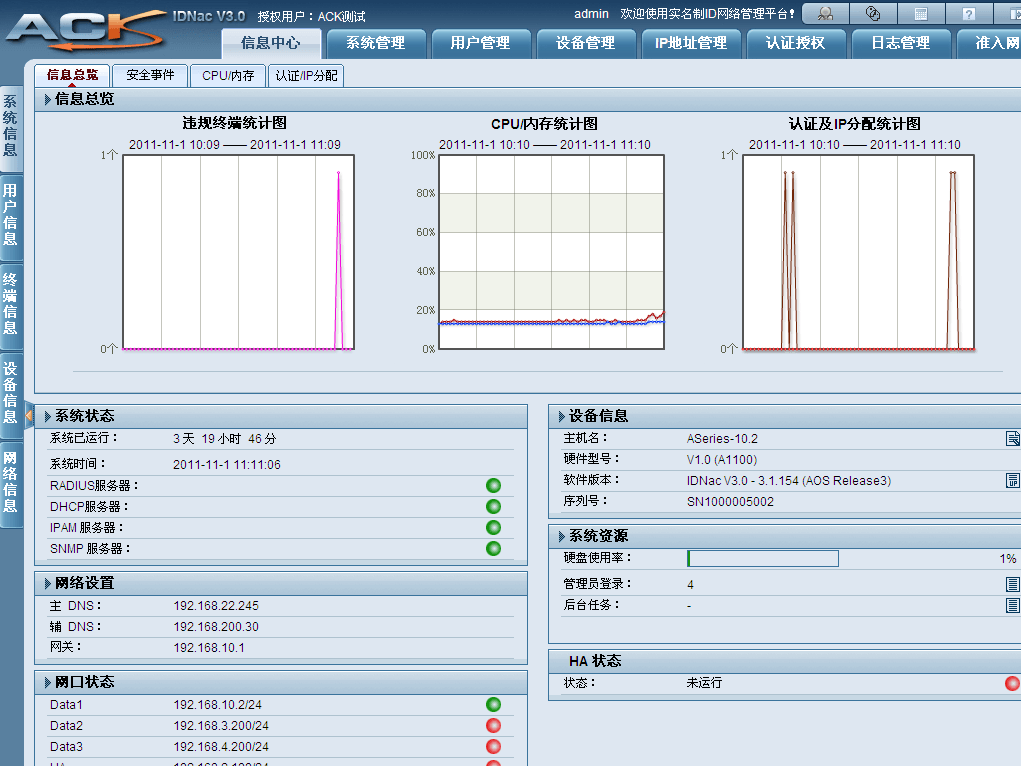 ACK IDNac V3.0 授权用户：ACK测试
admin 欢迎使用实名制ID网络管理平台！
信息中心 系统管理 用户管理 设备管理 IP地址管理 认证授权 日志管理 准入网
信息总览 安全事件 CPU/内存 认证/IP分配
系统信息
用户信息
终端信息
设备信息
网络信息
信息总览
违规终端统计图
2011-11-1 10:09 —— 2011-11-1 11:09
1个
0个
CPU/内存统计图
2011-11-1 10:10 —— 2011-11-1 11:10
100%
80%
60%
40%
20%
0%
认证及IP分配统计图
2011-11-1 10:10 —— 2011-11-1 11:10
1个
0个
系统状态
系统已运行： 3 天 19 小时 46 分
系统时间： 2011-11-1 11:11:06
RADIUS服务器：
DHCP服务器：
IPAM 服务器：
SNMP 服务器：
网络设置
主 DNS： 192.168.22.245
辅 DNS： 192.168.200.30
网关： 192.168.10.1
网口状态
Data1 192.168.10.2/24
Data2 192.168.3.200/24
Data3 192.168.4.200/24
设备信息
主机名： ASeries-10.2
硬件型号： V1.0 (A1100)
软件版本： IDNac V3.0 - 3.1.154 (AOS Release3)
序列号： SN1000005002
系统资源
硬盘使用率： 1%
管理员登录： 4
后台任务： -
HA 状态
状态： 未运行